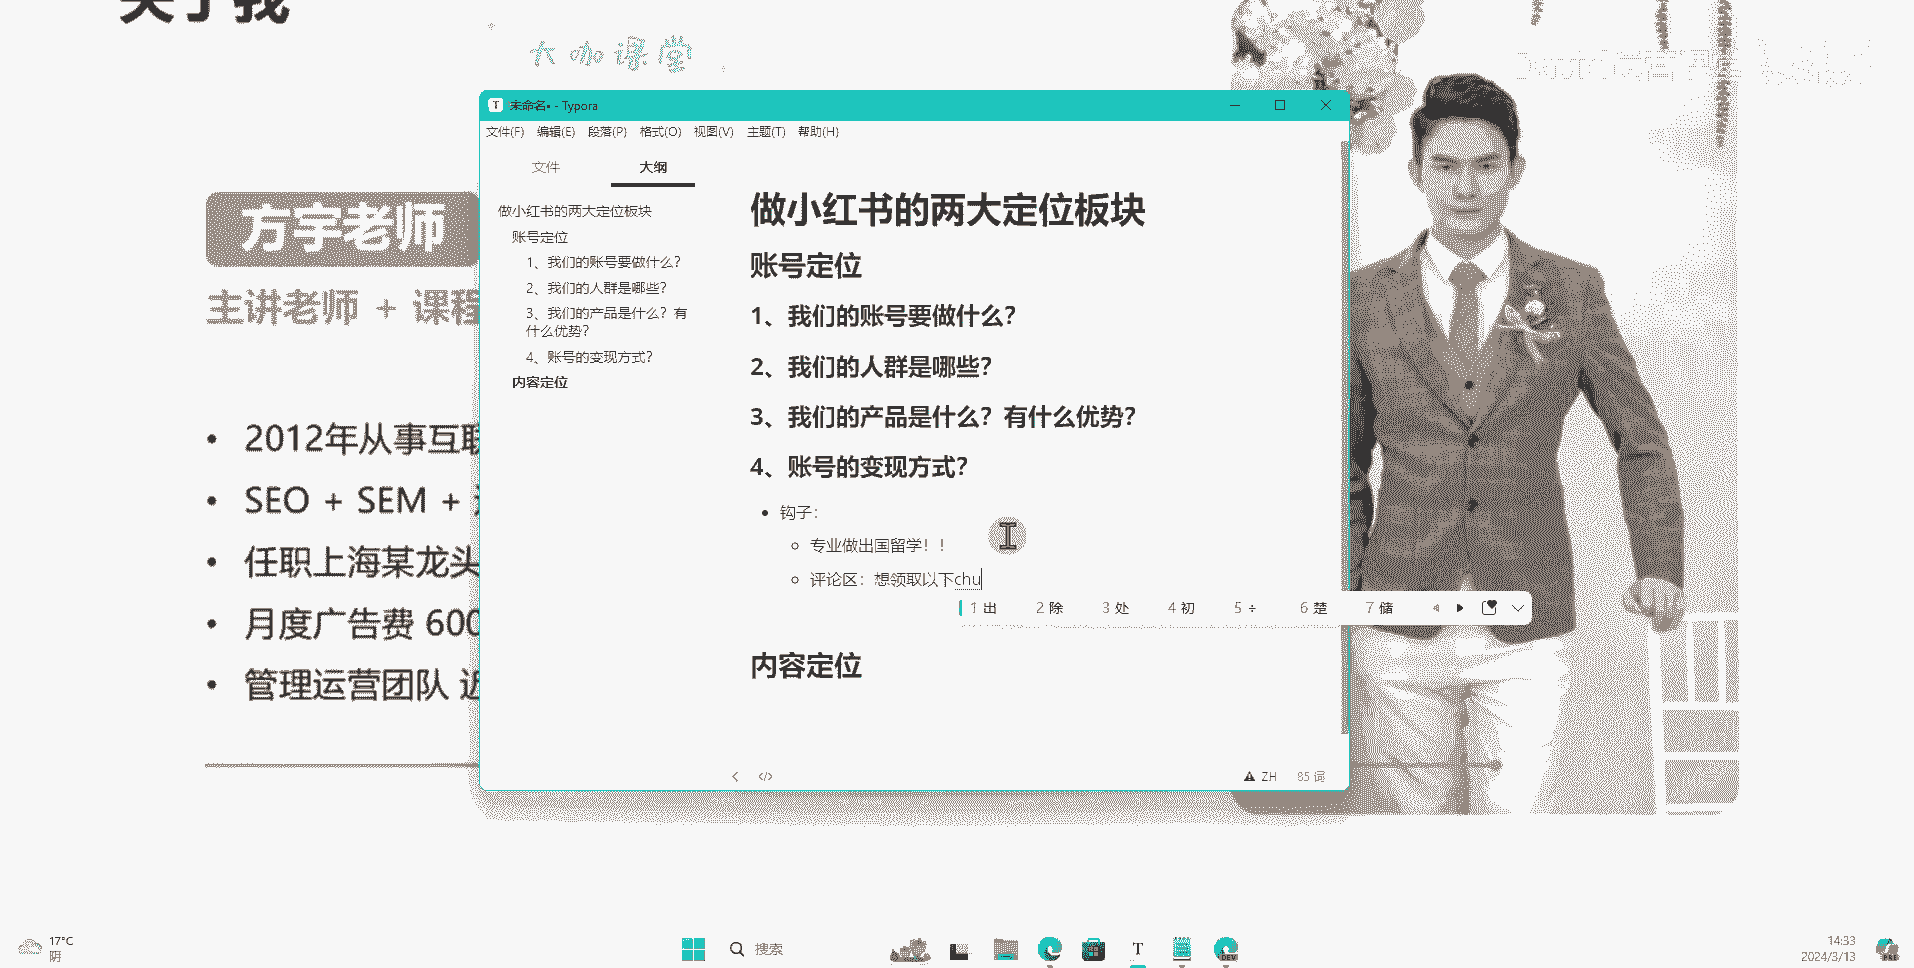 关于我
大咖课堂
方宇老师
主讲老师 + 课程
2012年从事互联
SEO + SEM +
任职上海某龙头
月度广告费 600
管理运营团队 近
未命名• - Typora
文件(F) 编辑(E) 段落(P) 格式(O) 视图(V) 主题(T) 帮助(H)
文件 大纲
做小红书的两大定位板块
账号定位
1、我们的账号要做什么?
2、我们的人群是哪些?
3、我们的产品是什么? 有
什么优势?
4、账号的变现方式?
内容定位
做小红书的两大定位板块
账号定位
1、我们的账号要做什么?
2、我们的人群是哪些?
3、我们的产品是什么? 有什么优势?
4、账号的变现方式?
钩子:
专业做出国留学! !
评论区: 想领取以下chu
1 出 2 除 3 处 4 初 5 ÷ 6 楚 7 储
内容定位
ZH 85 词
17°C
阴
搜索
T
DEV
14:33
2024/3/13
PRE